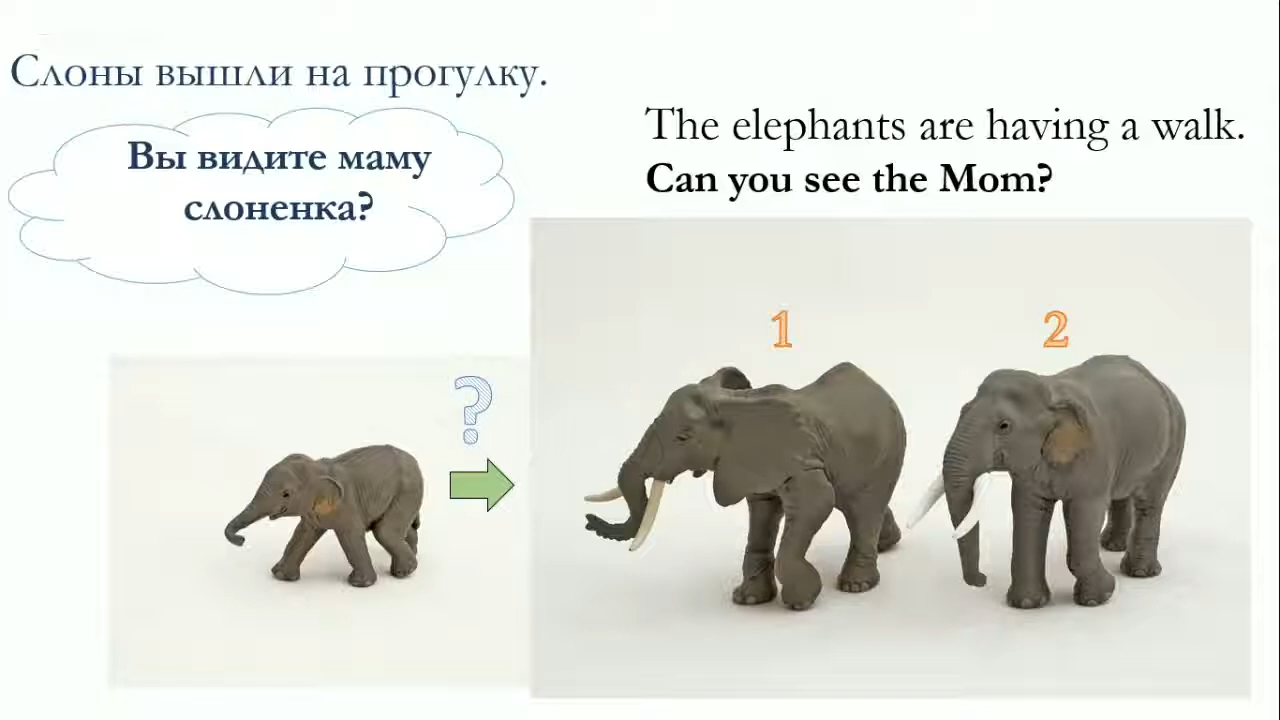 Слоны вышли на прогулку.
Вы видите маму
слоненка?
The elephants are having a walk.
Can you see the Mom?
?
1
2